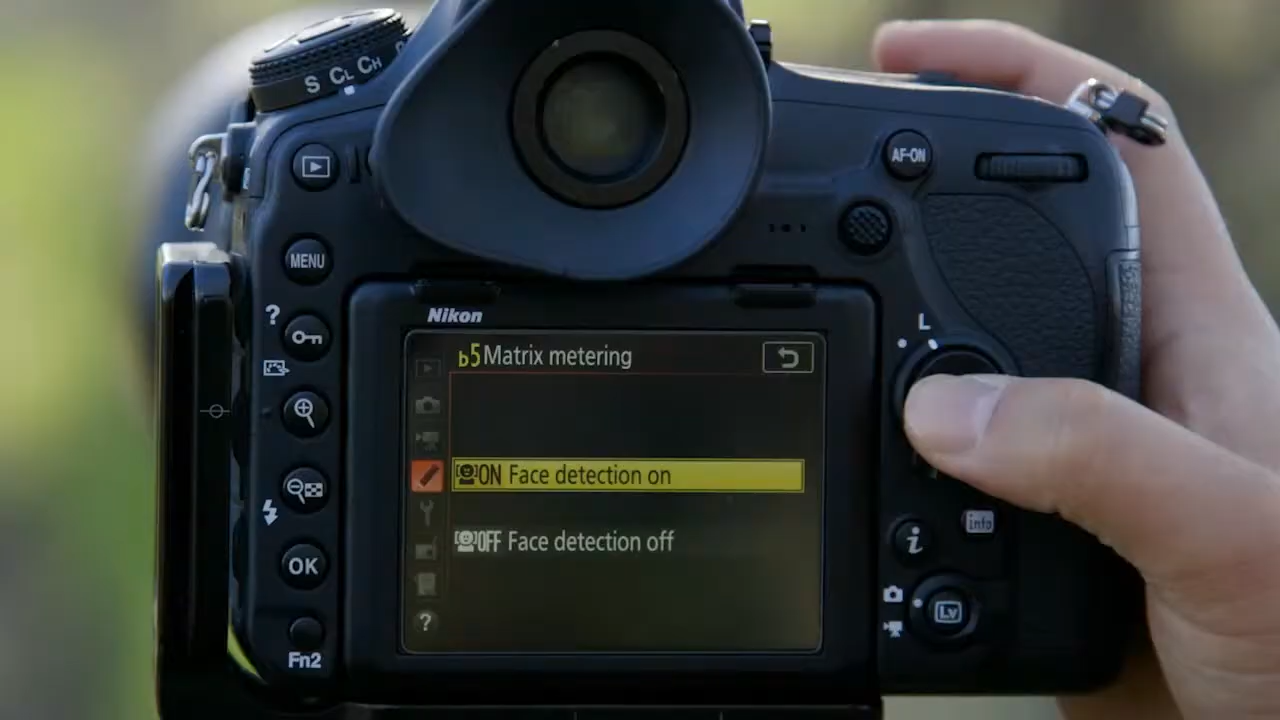 S CL CH
AF-ON
MENU
?
L
Nikon
b5 Matrix metering
ON Face detection on
OFF Face detection off
?
OK
Fn2
i
info
Lv